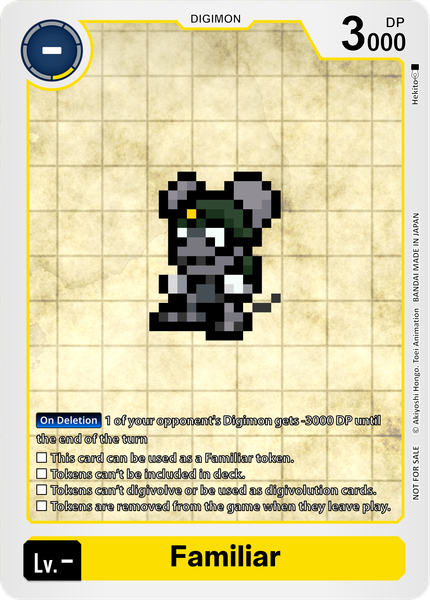 DIGIMON
DP
3000
−
Hekito
On Deletion 1 of your opponent's Digimon gets -3000 DP until
the end of the turn
□ This card can be used as a Familiar token.
□ Tokens can't be included in deck.
□ Tokens can't digivolve or be used as digivolution cards.
□ Tokens are removed from the game when they leave play.
NOT FOR SALE © Akiyoshi Hongo. Toei Animation BANDAI MADE IN JAPAN
Lv.−
Familiar